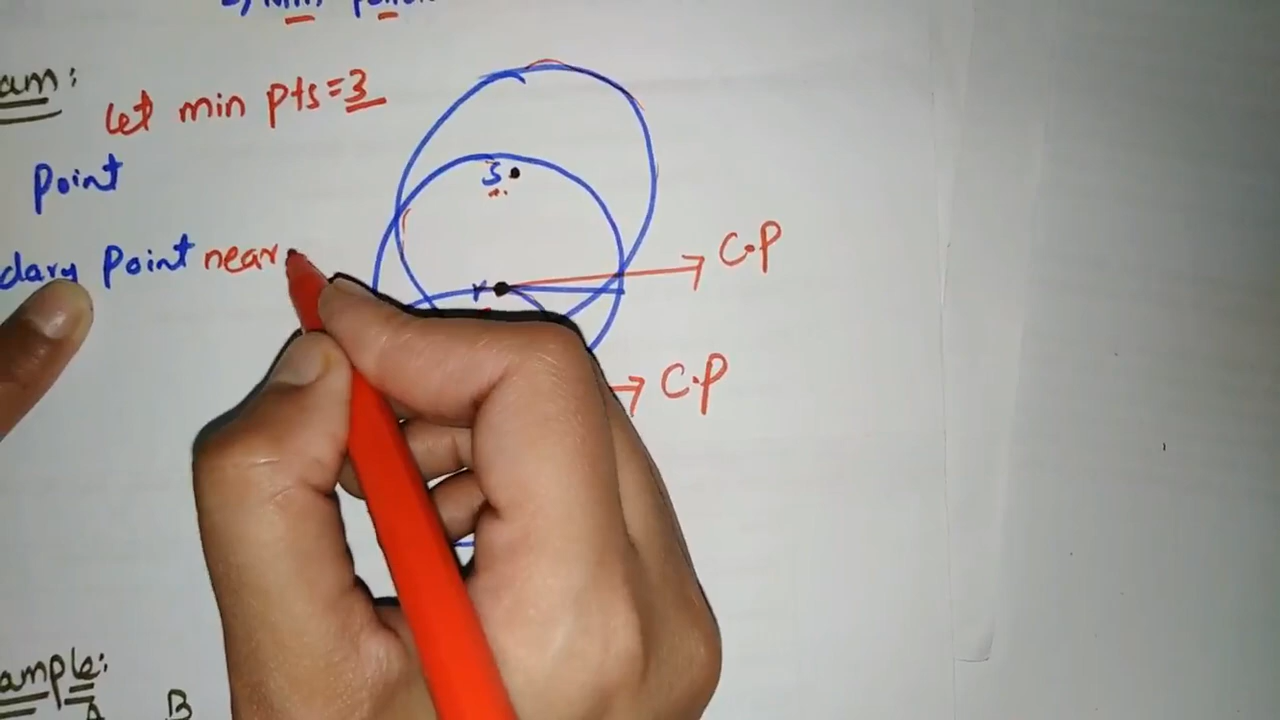 am:
Let min pts=3
Point
S
dary Point near
r
C.P
C.P
ample:
A B